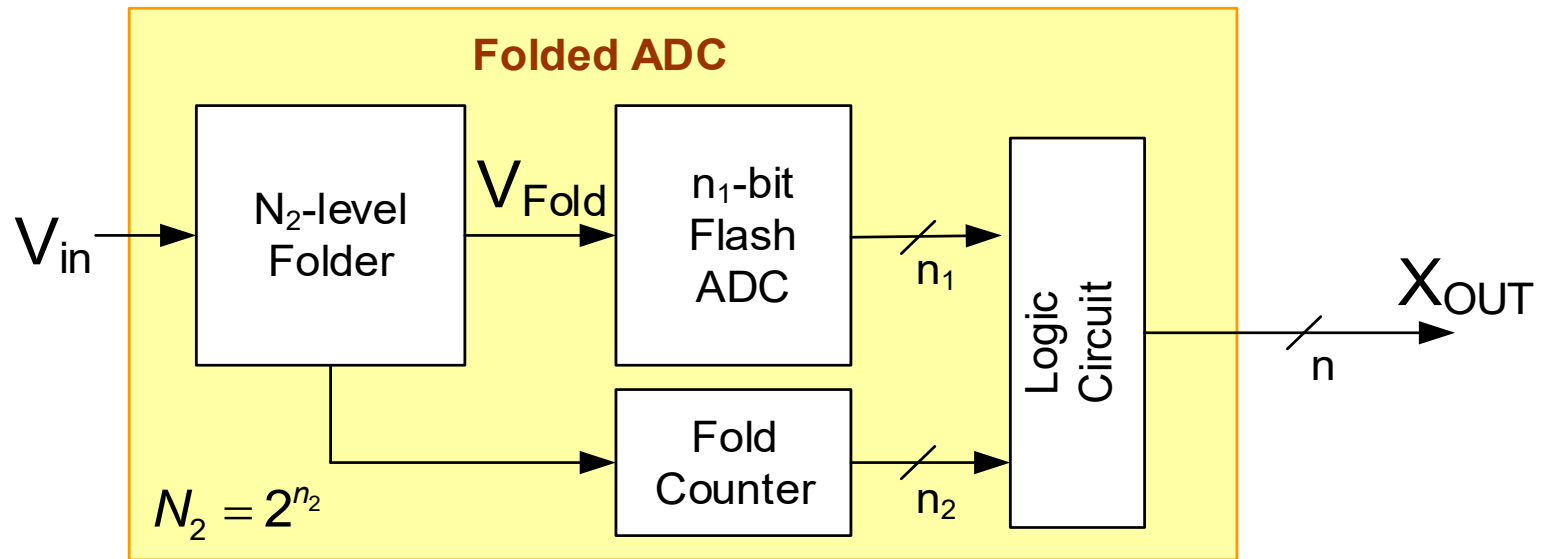 Folded ADC
V_in
N₂-level
Folder
V_Fold
n₁-bit
Flash
ADC
n₁
Fold
Counter
n₂
Logic
Circuit
X_OUT
n
N₂ = 2^{n₂}